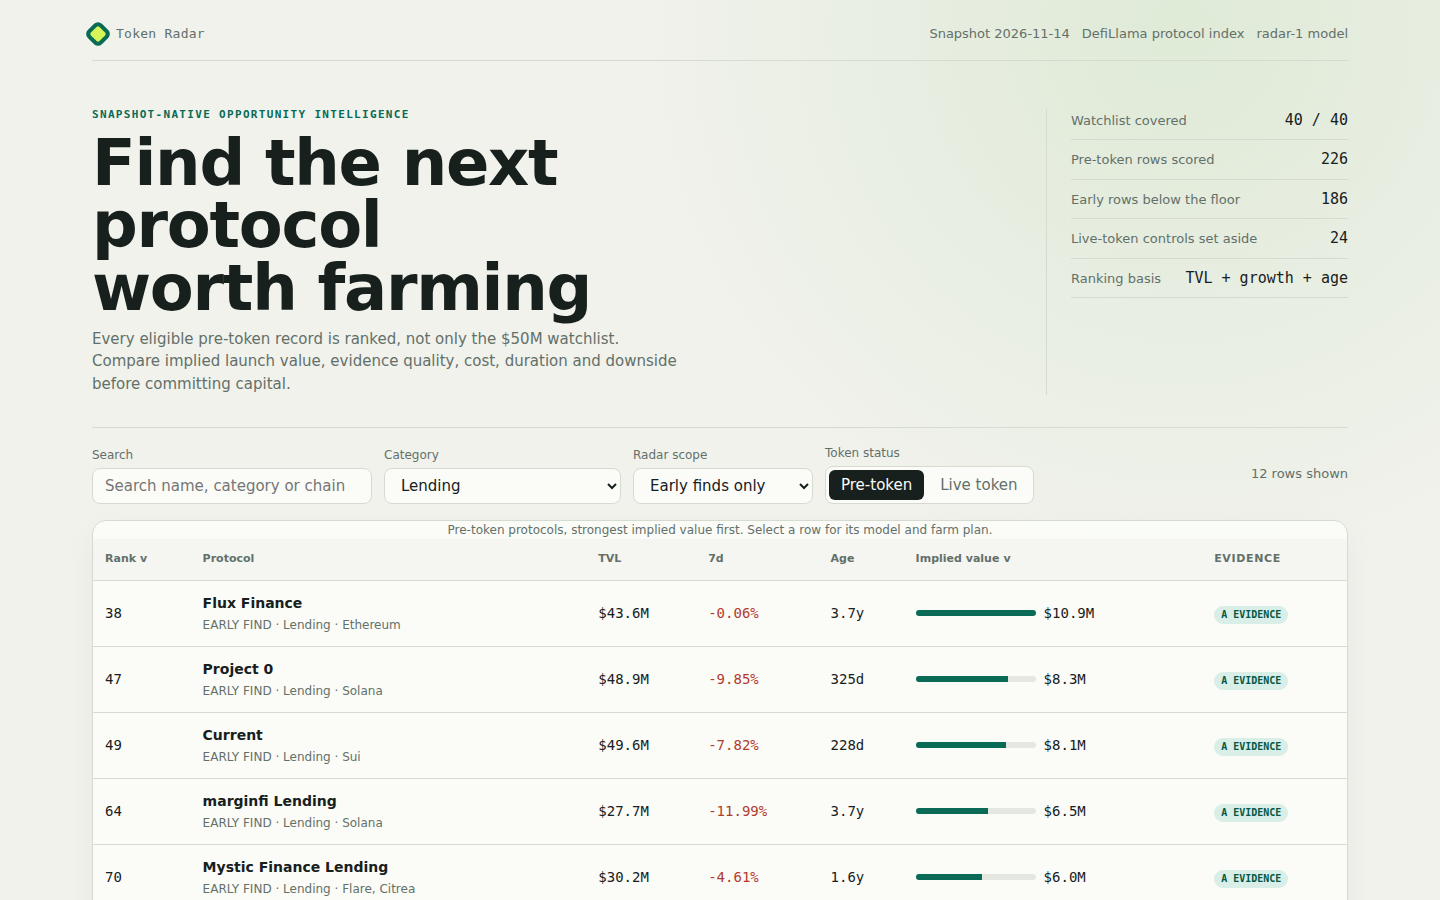 Token Radar
Snapshot 2026-11-14 DefiLlama protocol index radar-1 model
SNAPSHOT-NATIVE OPPORTUNITY INTELLIGENCE
Find the next
protocol
worth farming
Every eligible pre-token record is ranked, not only the $50M watchlist.
Compare implied launch value, evidence quality, cost, duration and downside
before committing capital.
Watchlist covered 40 / 40
Pre-token rows scored 226
Early rows below the floor 186
Live-token controls set aside 24
Ranking basis TVL + growth + age
Search Category Radar scope Token status
Search name, category or chain Lending Early finds only Pre-token Live token
12 rows shown
Pre-token protocols, strongest implied value first. Select a row for its model and farm plan.
Rank v Protocol TVL 7d Age Implied value v EVIDENCE
38 Flux Finance $43.6M -0.06% 3.7y $10.9M A EVIDENCE
EARLY FIND · Lending · Ethereum
47 Project 0 $48.9M -9.85% 325d $8.3M A EVIDENCE
EARLY FIND · Lending · Solana
49 Current $49.6M -7.82% 228d $8.1M A EVIDENCE
EARLY FIND · Lending · Sui
64 marginfi Lending $27.7M -11.99% 3.7y $6.5M A EVIDENCE
EARLY FIND · Lending · Solana
70 Mystic Finance Lending $30.2M -4.61% 1.6y $6.0M A EVIDENCE
EARLY FIND · Lending · Flare, Citrea